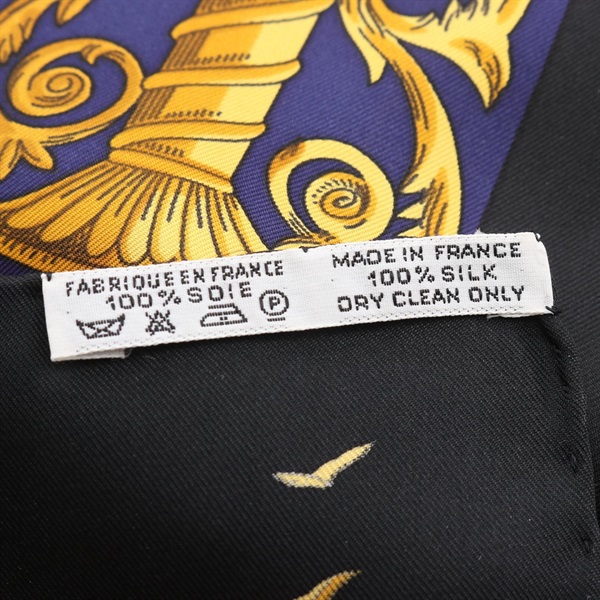 FABRIQUE EN FRANCE
100% SOIE
P
MADE IN FRANCE
100% SILK
DRY CLEAN ONLY